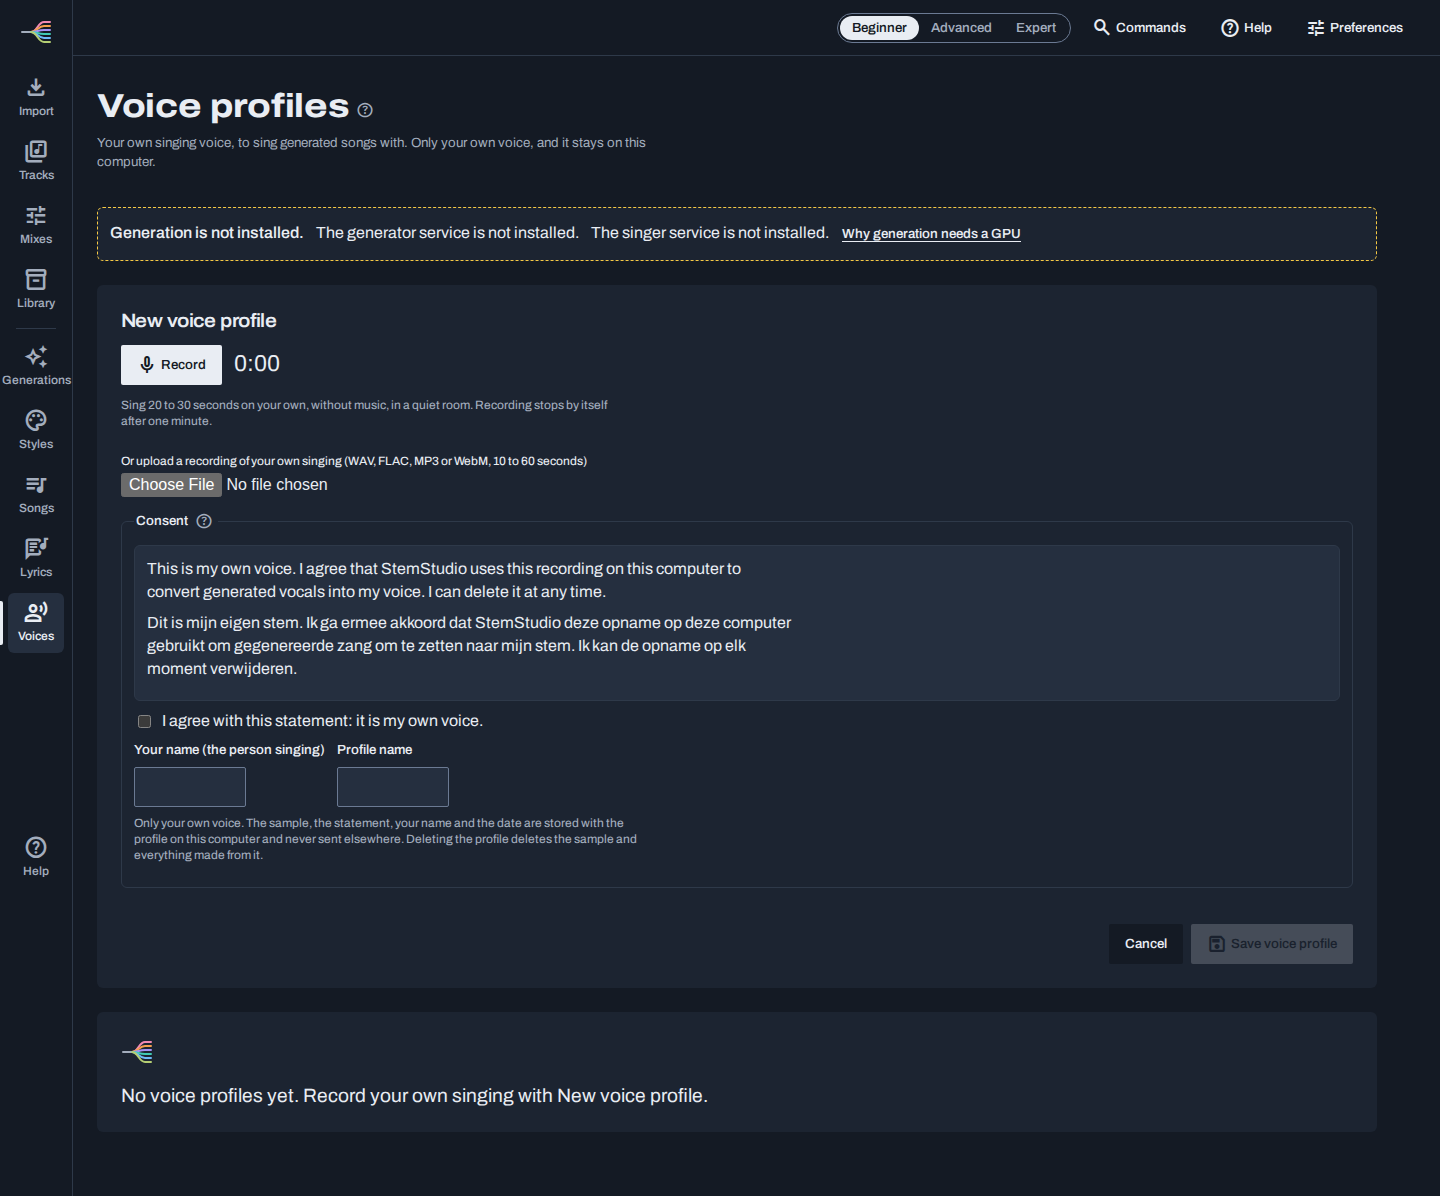 Beginner
Advanced
Expert
Commands
Help
Preferences
Import
Tracks
Mixes
Library
Generations
Styles
Songs
Lyrics
Voices
Help
Voice profiles
Your own singing voice, to sing generated songs with. Only your own voice, and it stays on this
computer.
Generation is not installed. The generator service is not installed. The singer service is not installed. Why generation needs a GPU
New voice profile
Record 0:00
Sing 20 to 30 seconds on your own, without music, in a quiet room. Recording stops by itself
after one minute.
Or upload a recording of your own singing (WAV, FLAC, MP3 or WebM, 10 to 60 seconds)
Choose File No file chosen
Consent
This is my own voice. I agree that StemStudio uses this recording on this computer to
convert generated vocals into my voice. I can delete it at any time.
Dit is mijn eigen stem. Ik ga ermee akkoord dat StemStudio deze opname op deze computer
gebruikt om gegenereerde zang om te zetten naar mijn stem. Ik kan de opname op elk
moment verwijderen.
I agree with this statement: it is my own voice.
Your name (the person singing) Profile name
Only your own voice. The sample, the statement, your name and the date are stored with the
profile on this computer and never sent elsewhere. Deleting the profile deletes the sample and
everything made from it.
Cancel
Save voice profile
No voice profiles yet. Record your own singing with New voice profile.